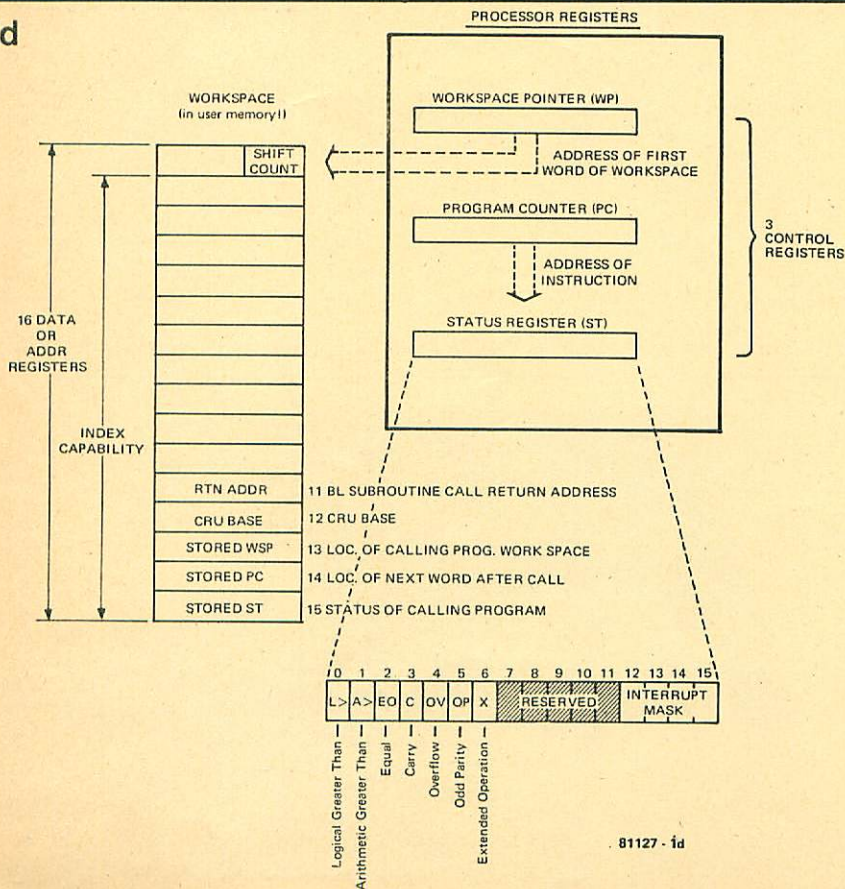 d
PROCESSOR REGISTERS
WORKSPACE
(in user memory!!)
WORKSPACE POINTER (WP)
SHIFT
COUNT
ADDRESS OF FIRST
WORD OF WORKSPACE
PROGRAM COUNTER (PC)
3
CONTROL
REGISTERS
ADDRESS OF
INSTRUCTION
STATUS REGISTER (ST)
16 DATA
OR
ADDR
REGISTERS
INDEX
CAPABILITY
RTN ADDR
11 BL SUBROUTINE CALL RETURN ADDRESS
CRU BASE
12 CRU BASE
STORED WSP
13 LOC. OF CALLING PROG. WORK SPACE
STORED PC
14 LOC. OF NEXT WORD AFTER CALL
STORED ST
15 STATUS OF CALLING PROGRAM
0 1 2 3 4 5 6 7 8 9 10 11 12 13 14 15
L> A> EQ C OV OP X RESERVED INTERRUPT
MASK
Logical Greater Than
Arithmetic Greater Than
Equal
Carry
Overflow
Odd Parity
Extended Operation
81127 - 1d